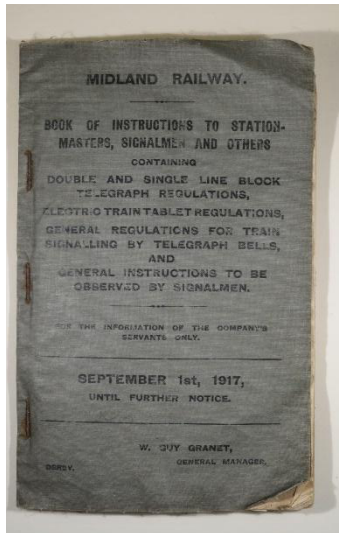 MIDLAND RAILWAY.
BOOK OF INSTRUCTIONS TO STATION-
MASTERS, SIGNALMEN AND OTHERS
CONTAINING
DOUBLE AND SINGLE LINE BLOCK
TELEGRAPH REGULATIONS,
ELECTRIC TRAIN TABLET REGULATIONS,
GENERAL REGULATIONS FOR TRAIN
SIGNALLING BY TELEGRAPH BELLS,
AND
GENERAL INSTRUCTIONS TO BE
OBSERVED BY SIGNALMEN.
FOR THE INFORMATION OF THE COMPANY'S
SERVANTS ONLY.
SEPTEMBER 1st, 1917,
UNTIL FURTHER NOTICE.
W. GUY GRANET,
GENERAL MANAGER.
DERBY.